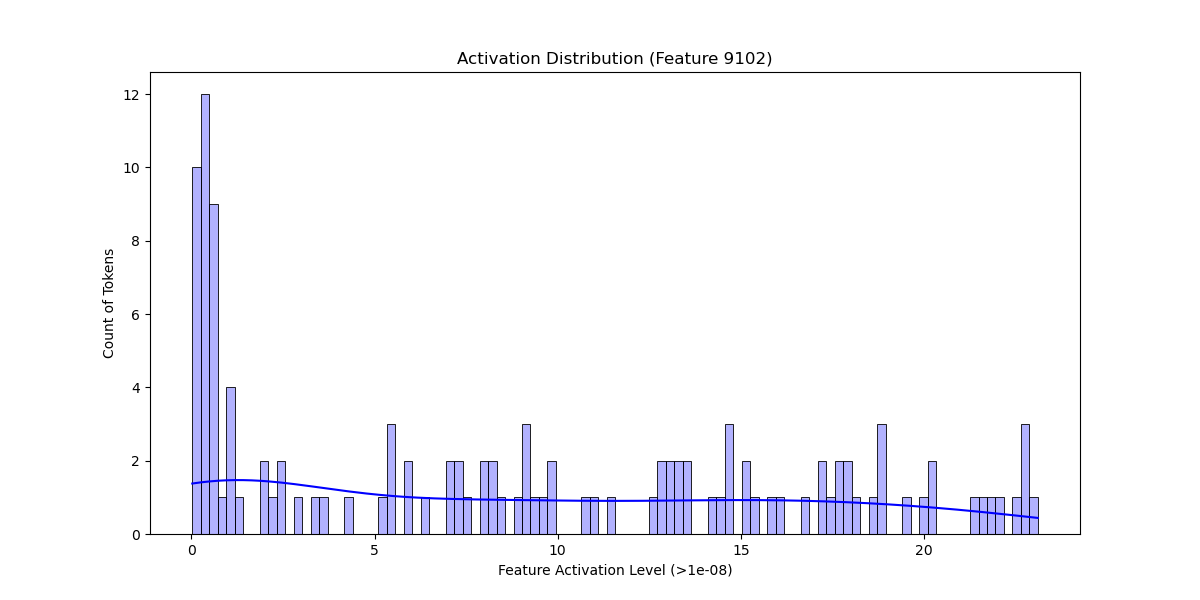 Activation Distribution (Feature 9102)
12
10
8
6
4
2
0
Count of Tokens
0 5 10 15 20
Feature Activation Level (>1e-08)